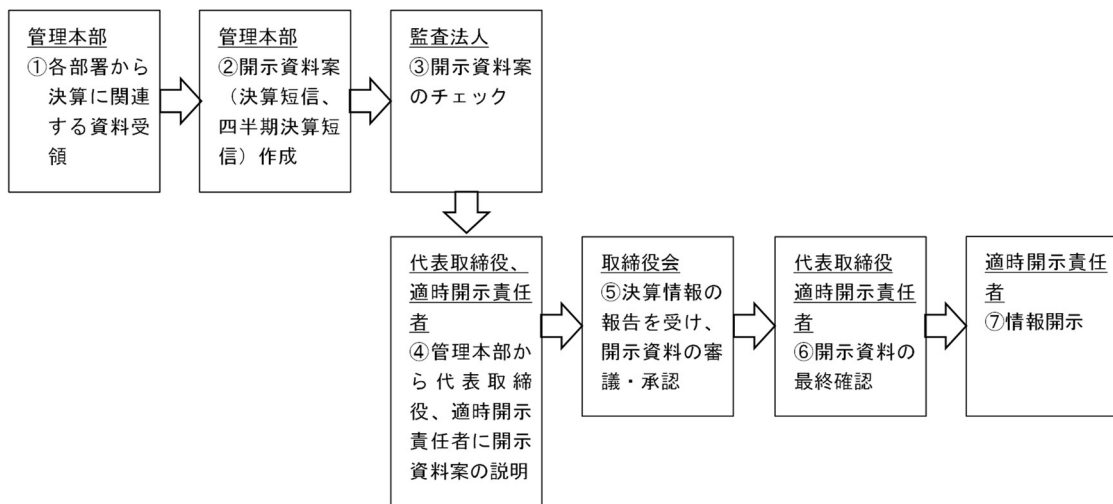 管理本部
①各部署から
決算に関連
する資料受
領
管理本部
②開示資料案
（決算短信、
四半期決算短
信）作成
監査法人
③開示資料案
のチェック
代表取締役、
適時開示責任
者
④管理本部か
ら代表取締
役、適時開示
責任者に開示
資料案の説明
取締役会
⑤決算情報の
報告を受け、
開示資料の審
議・承認
代表取締役
適時開示責任
者
⑥開示資料の
最終確認
適時開示責任
者
⑦情報開示